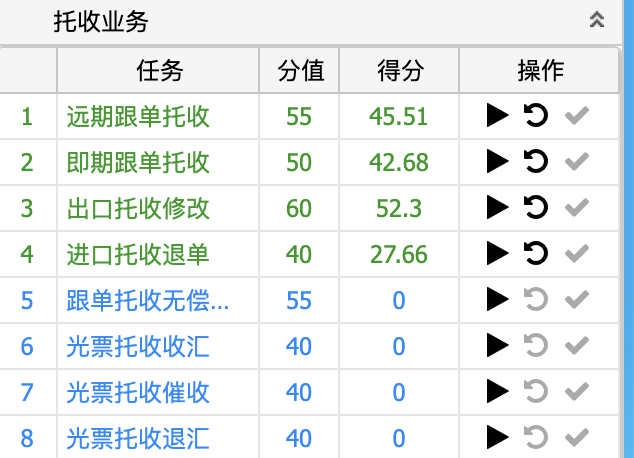 托收业务
任务 分值 得分 操作
1 远期跟单托收 55 45.51
2 即期跟单托收 50 42.68
3 出口托收修改 60 52.3
4 进口托收退单 40 27.66
5 跟单托收无偿... 55 0
6 光票托收收汇 40 0
7 光票托收催收 40 0
8 光票托收退汇 40 0